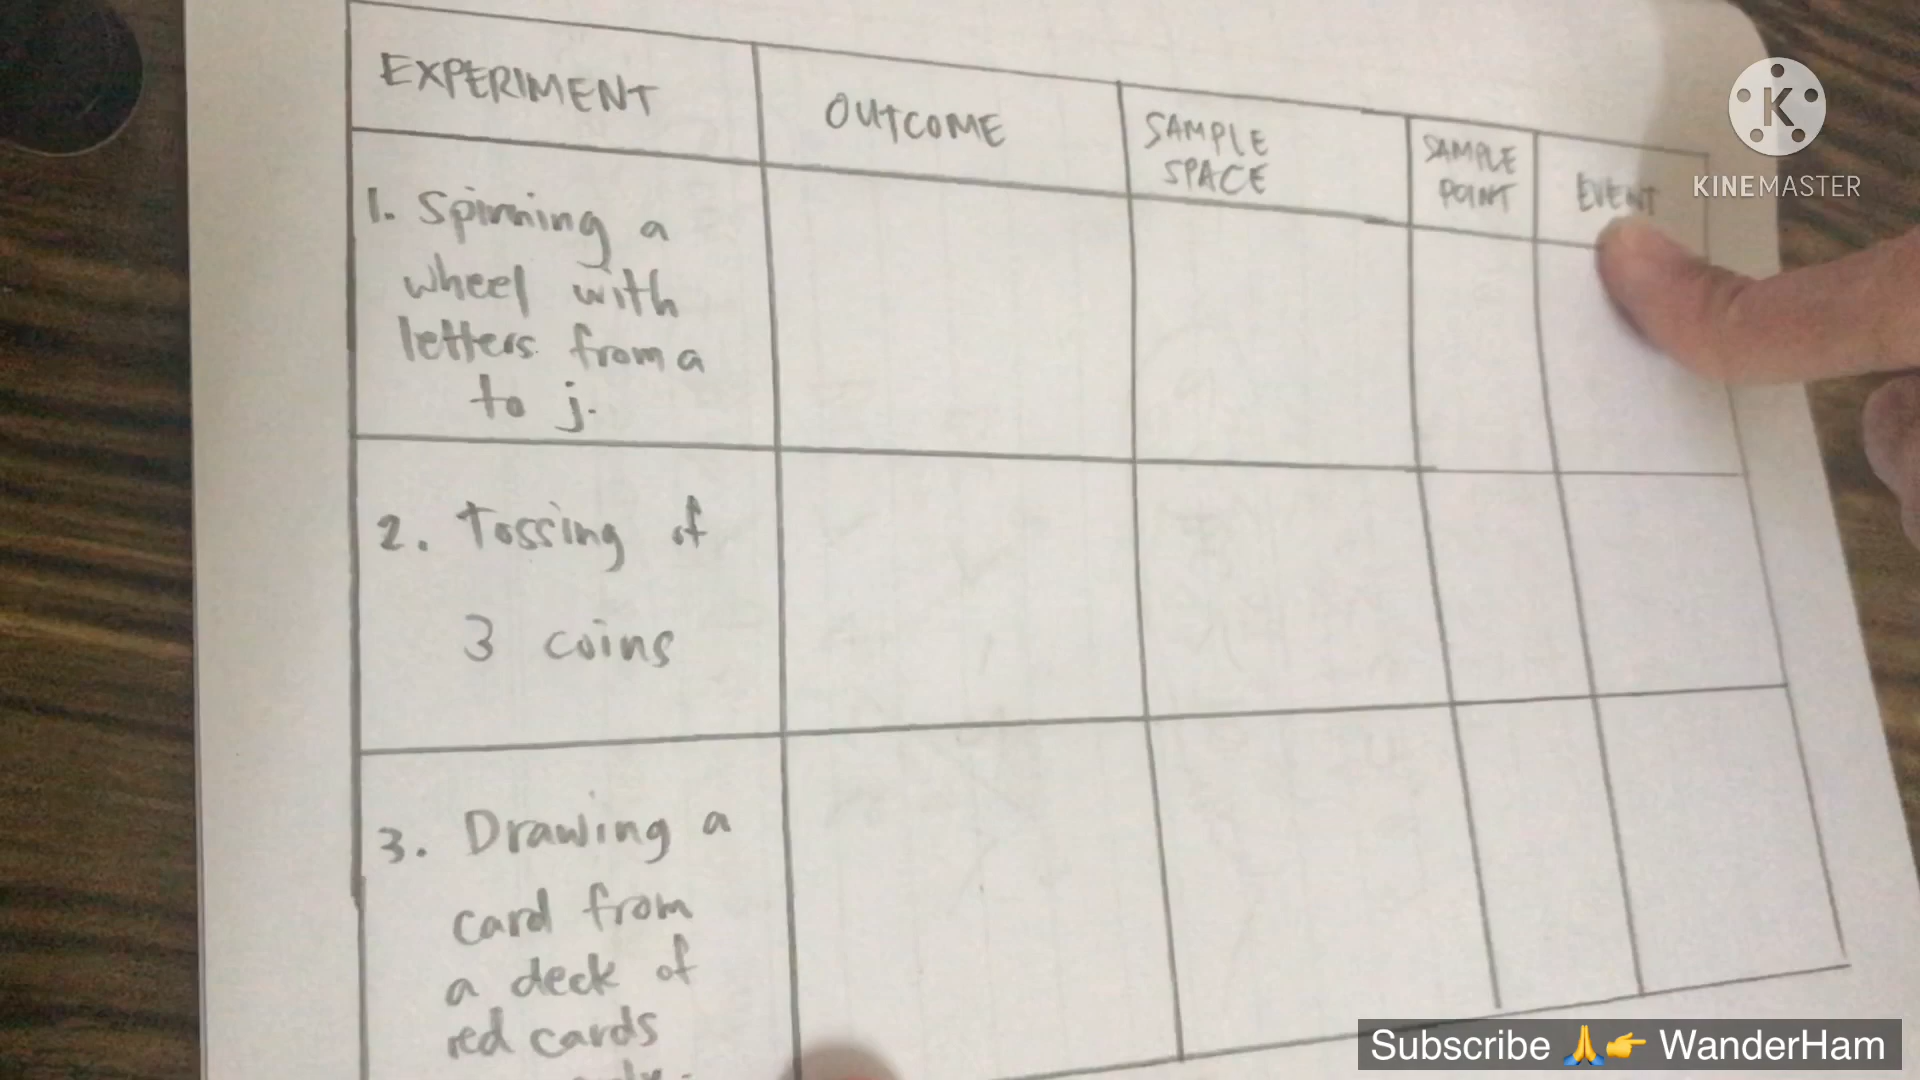 EXPERIMENT
OUTCOME
SAMPLE
SPACE
SAMPLE
POINT
EVENT
1. Spinning a
wheel with
letters from a
to j.
2. Tossing of
3 coins
3. Drawing a
card from
a deck of
red cards
KINEMASTER
Subscribe 🙏👉 WanderHam